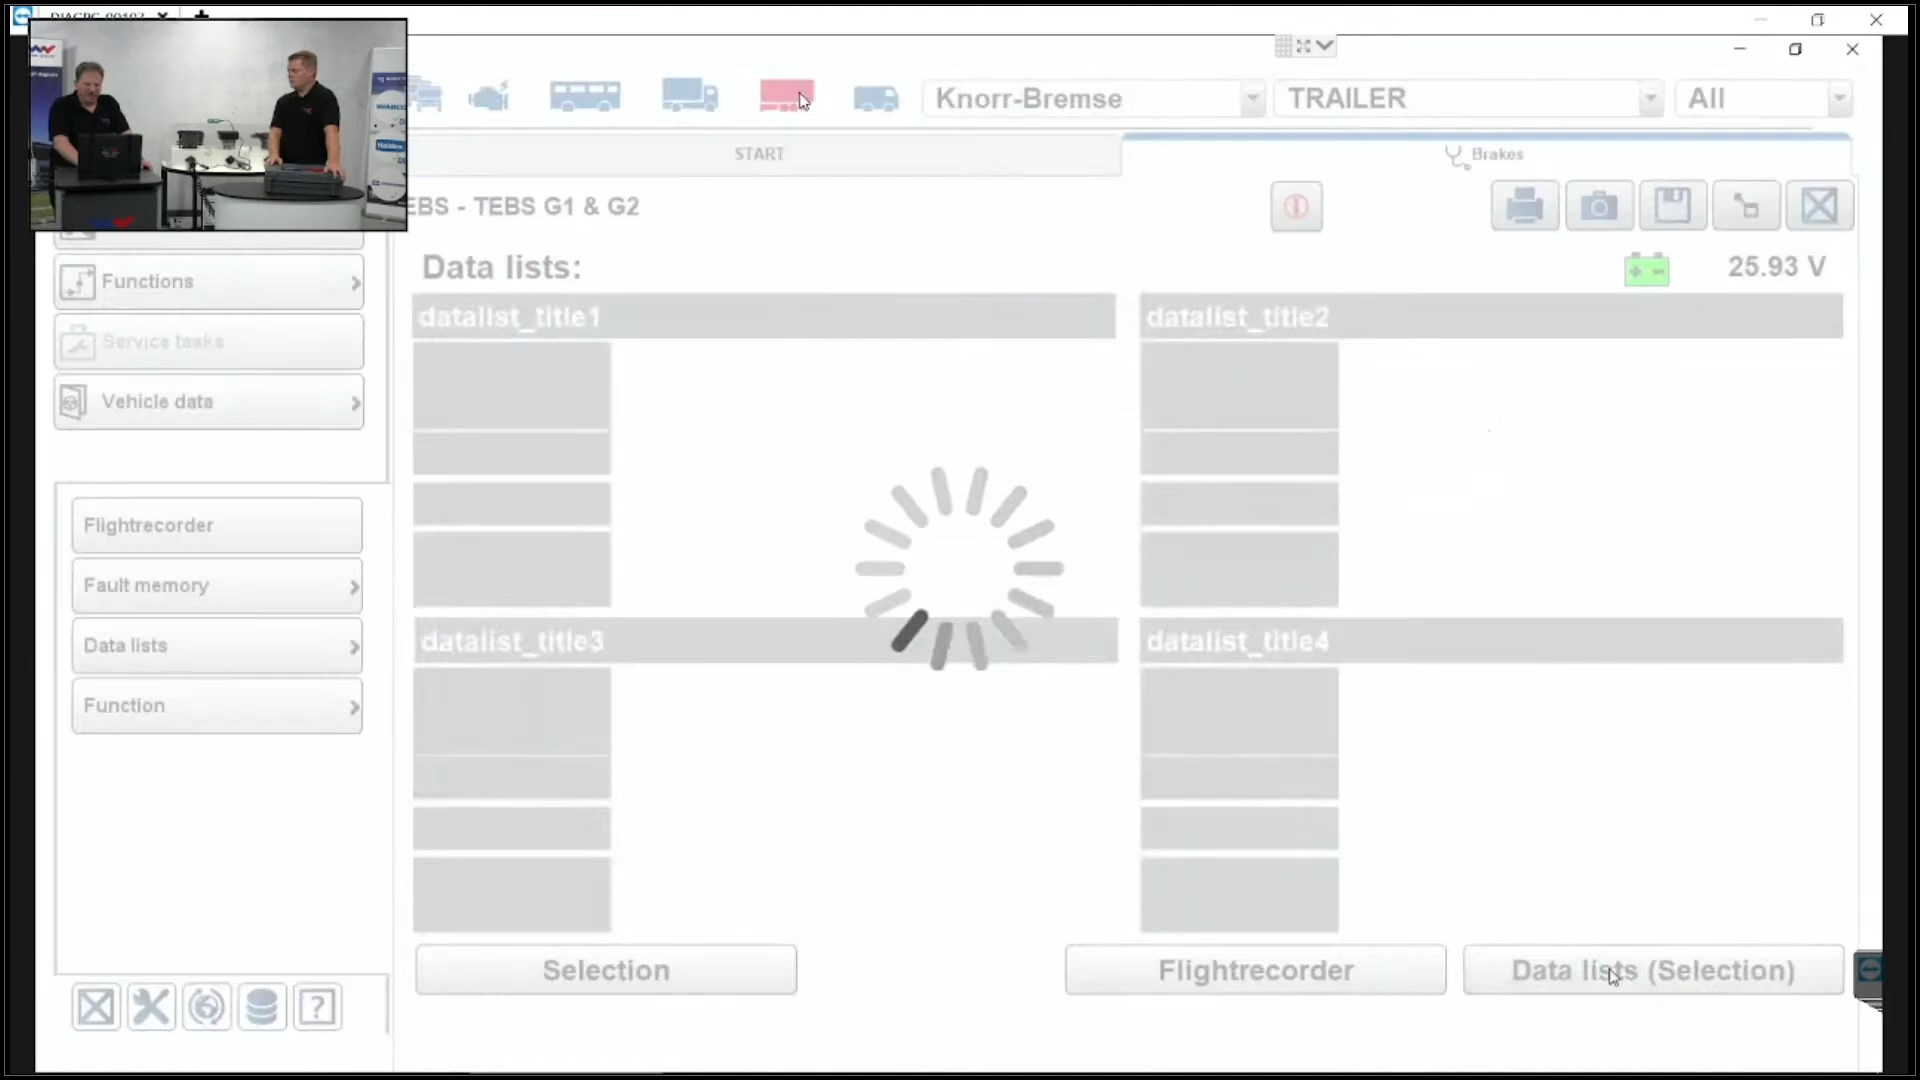 Knorr-Bremse
TRAILER
All
START
Brakes
EBS - TEBS G1 & G2
Data lists:
25.93 V
Functions
Service tasks
Vehicle data
Flightrecorder
Fault memory
Data lists
Function
datalist_title1
datalist_title2
datalist_title3
datalist_title4
Selection
Flightrecorder
Data lists (Selection)